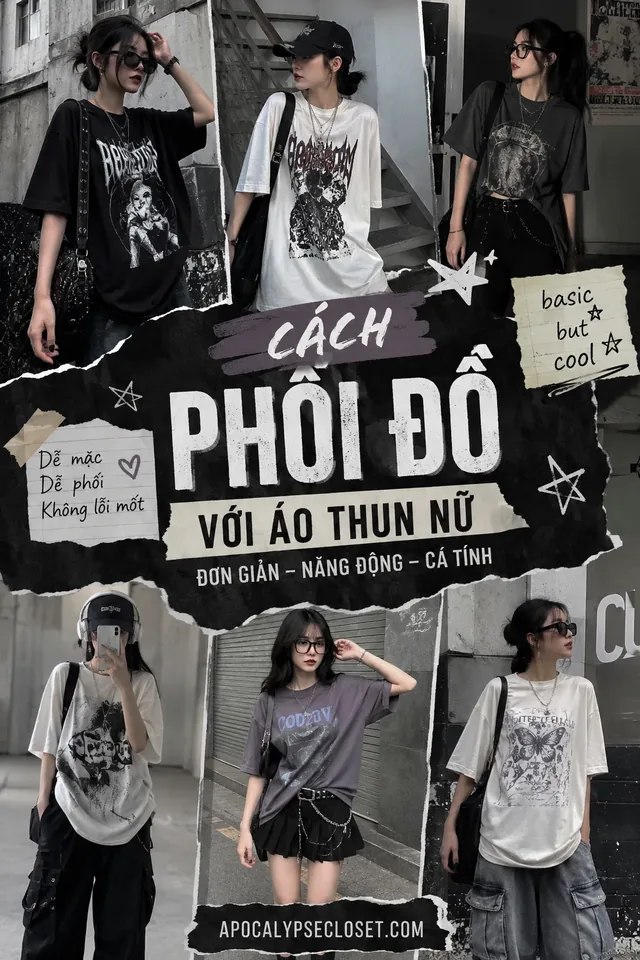 CÁCH
PHỐI ĐỒ
VỚI ÁO THUN NỮ
ĐƠN GIẢN – NĂNG ĐỘNG – CÁ TÍNH
basic
but
cool
Dễ mặc
Dễ phối
Không lỗi mốt
APOCALYPSECLOSET.COM